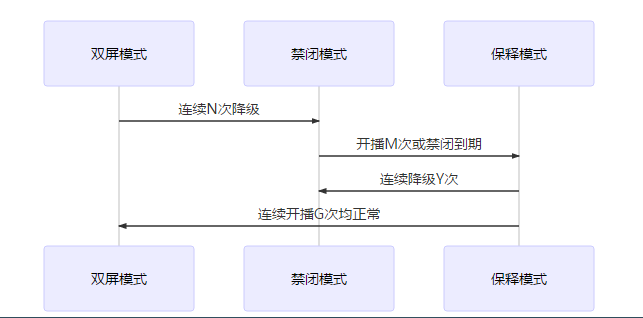 双屏模式
禁闭模式
保释模式
连续N次降级
开播M次或禁闭到期
连续降级Y次
连续开播G次均正常
双屏模式
禁闭模式
保释模式